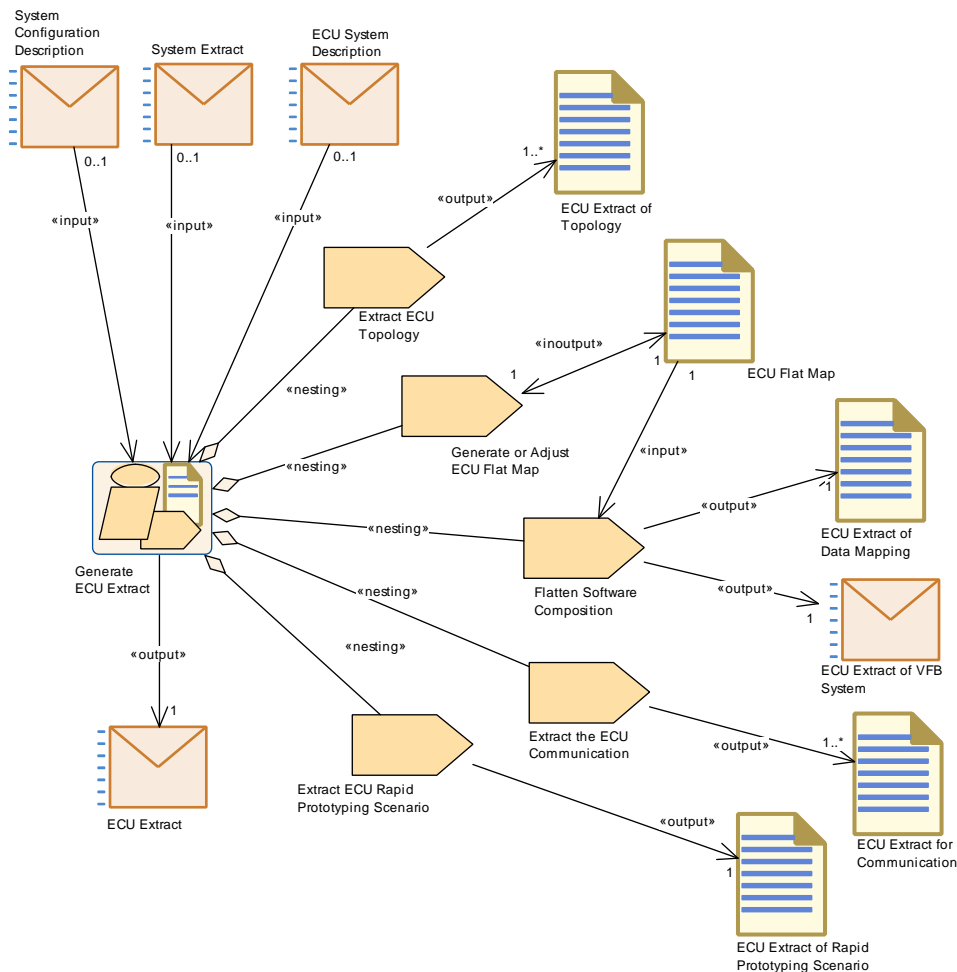 System
Configuration
Description
System Extract
ECU System
Description
0..1
0..1
0..1
«input»
«input»
«input»
1..*
«output»
ECU Extract of
Topology
Extract ECU
Topology
«inoutput»
1
1
1
ECU Flat Map
«nesting»
Generate or Adjust
ECU Flat Map
«nesting»
«input»
«output»
1
ECU Extract of
Data Mapping
«nesting»
Flatten Software
Composition
«output»
1
ECU Extract of VFB
System
Generate
ECU Extract
«nesting»
«nesting»
«output»
1
ECU Extract
Extract the ECU
Communication
«output»
1..*
ECU Extract for
Communication
Extract ECU Rapid
Prototyping Scenario
«output»
1
ECU Extract of Rapid
Prototyping Scenario